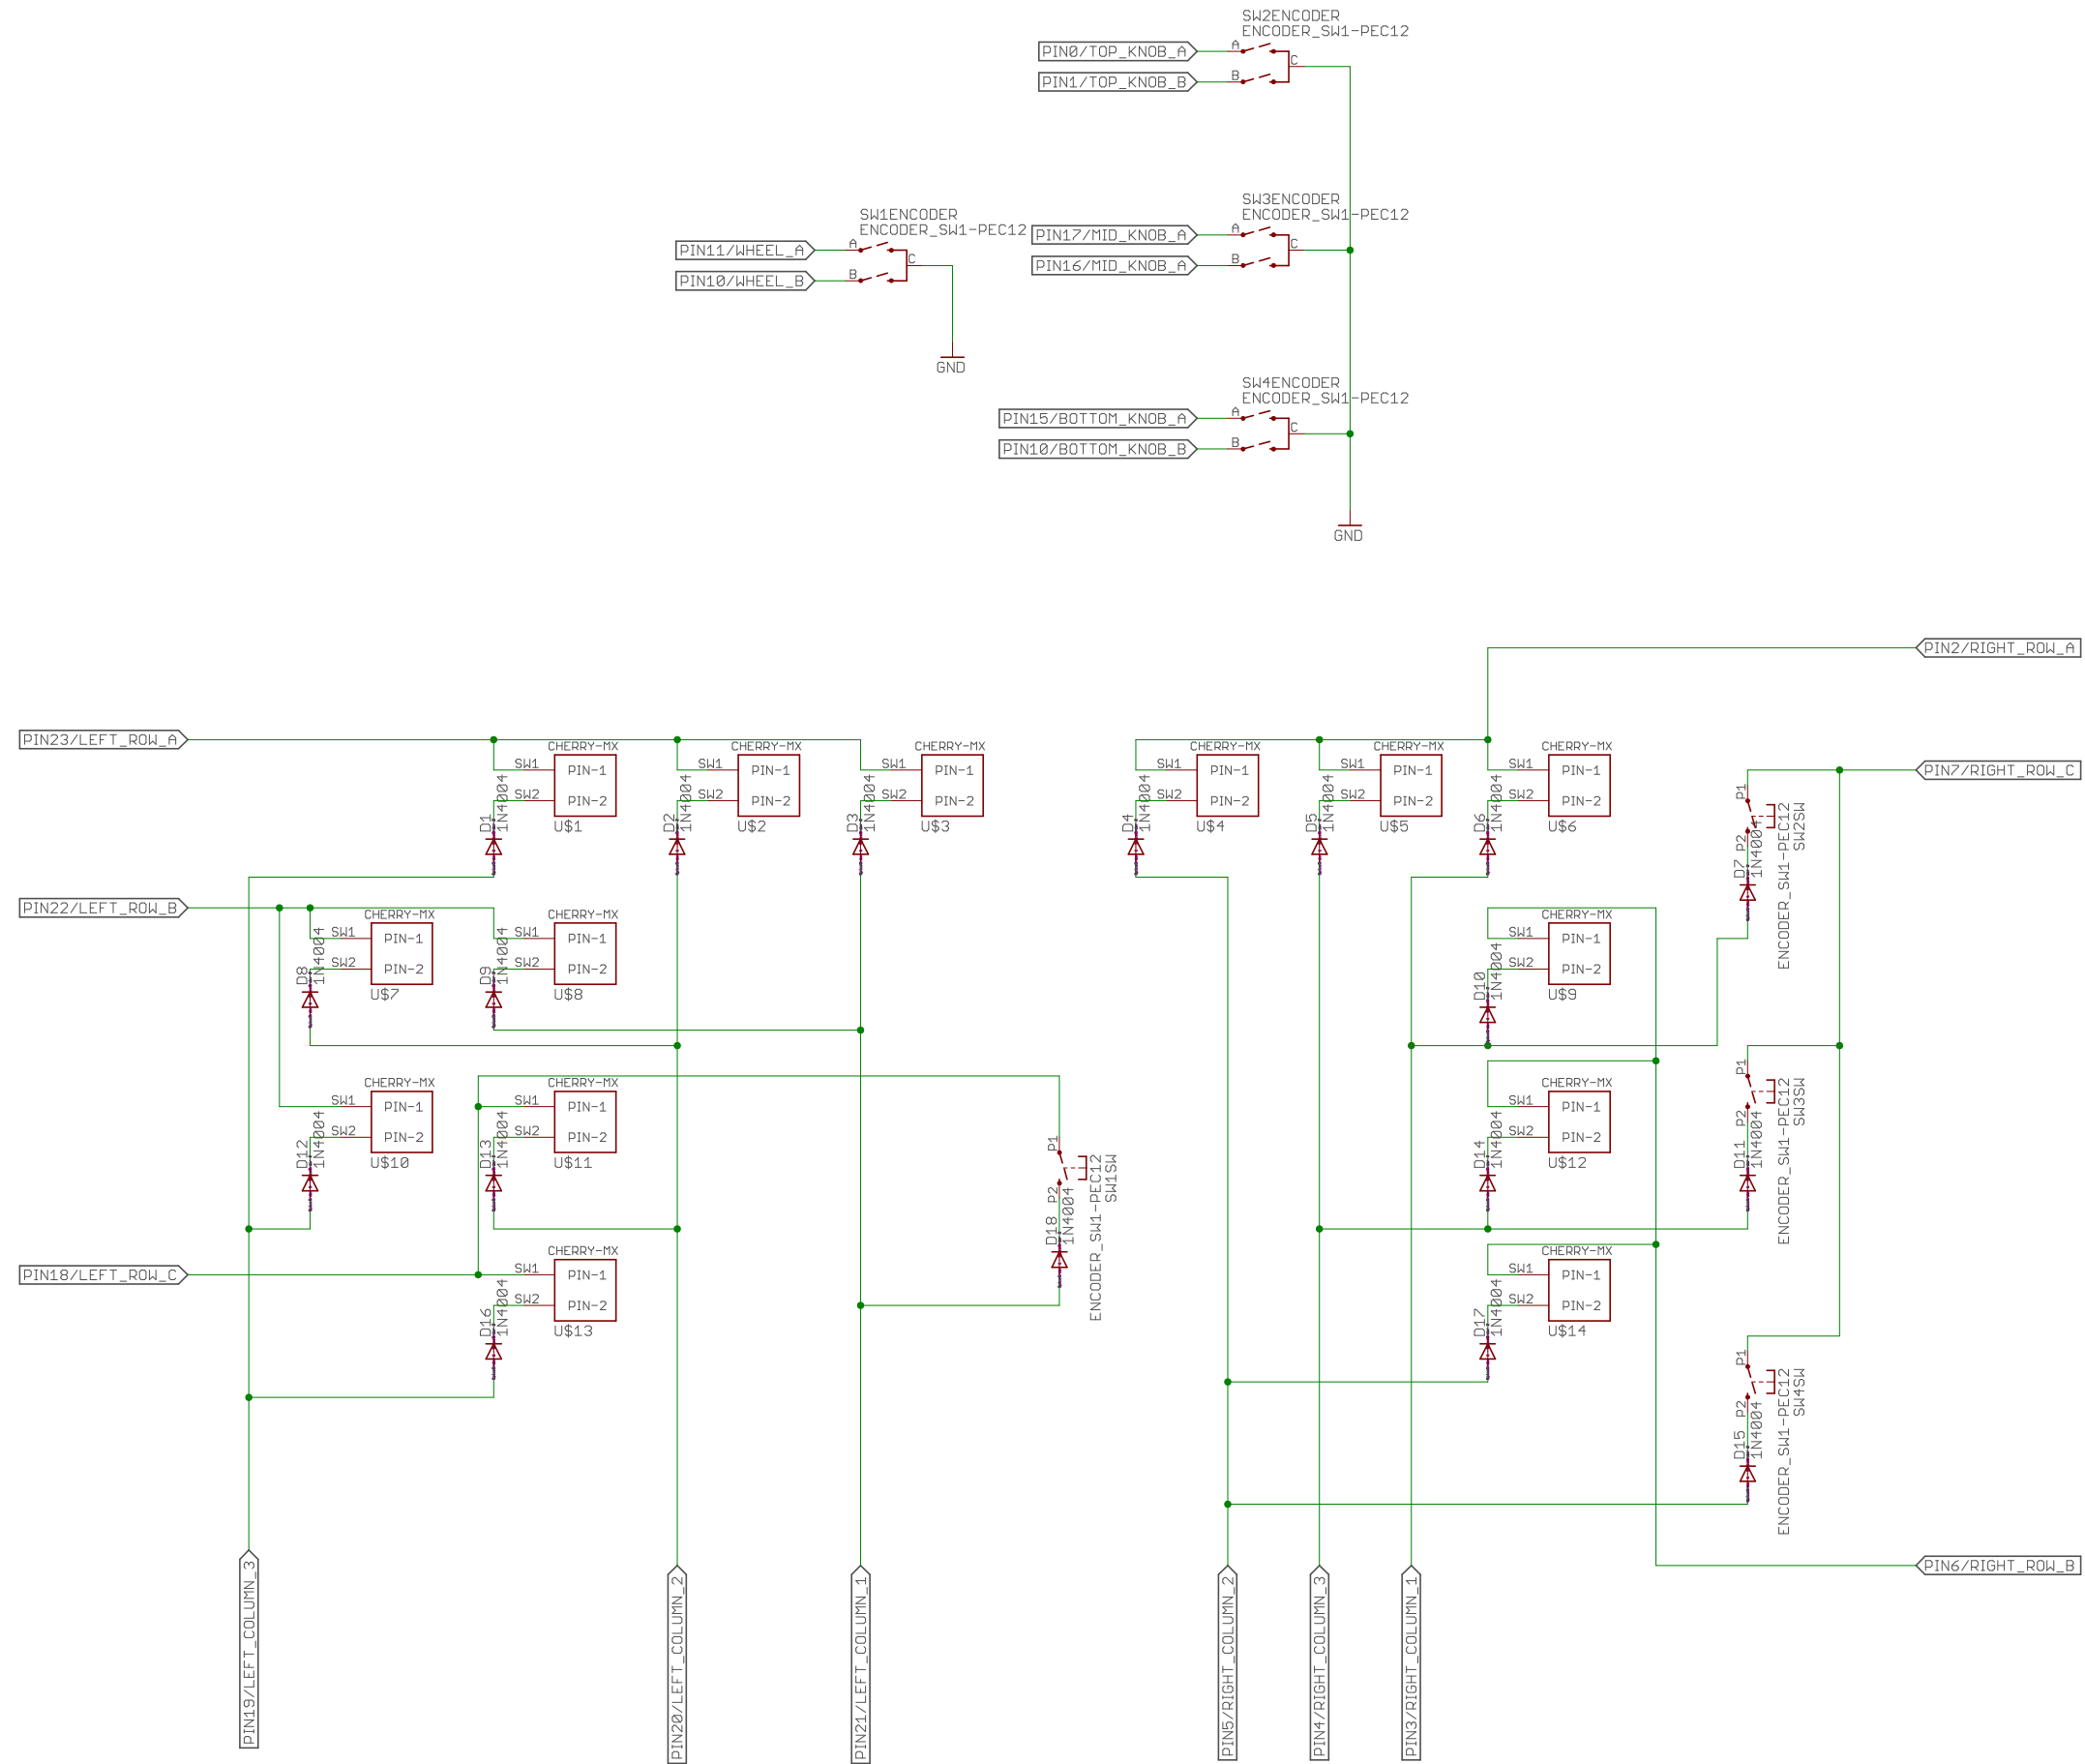 SW2ENCODER
ENCODER_SW1-PEC12
PIN0/TOP_KNOB_A
A
C
PIN1/TOP_KNOB_B
B
SW3ENCODER
ENCODER_SW1-PEC12
PIN17/MID_KNOB_A
A
C
PIN16/MID_KNOB_A
B
SW1ENCODER
ENCODER_SW1-PEC12
PIN11/WHEEL_A
A
C
PIN10/WHEEL_B
B
GND
SW4ENCODER
ENCODER_SW1-PEC12
PIN15/BOTTOM_KNOB_A
A
C
PIN10/BOTTOM_KNOB_B
B
GND
PIN2/RIGHT_ROW_A
PIN23/LEFT_ROW_A
CHERRY-MX
SW1
PIN-1
SW2
PIN-2
U$1
D1
1N4004
CHERRY-MX
SW1
PIN-1
SW2
PIN-2
U$2
D2
1N4004
CHERRY-MX
SW1
PIN-1
SW2
PIN-2
U$3
D3
1N4004
CHERRY-MX
SW1
PIN-1
SW2
PIN-2
U$4
D4
1N4004
CHERRY-MX
SW1
PIN-1
SW2
PIN-2
U$5
D5
1N4004
CHERRY-MX
SW1
PIN-1
SW2
PIN-2
U$6
D6
1N4004
PIN7/RIGHT_ROW_C
P1
P2
ENCODER_SW1-PEC12
SW2SW
D7
1N4004
PIN22/LEFT_ROW_B
CHERRY-MX
SW1
PIN-1
SW2
PIN-2
U$7
D8
1N4004
CHERRY-MX
SW1
PIN-1
SW2
PIN-2
U$8
D9
1N4004
CHERRY-MX
SW1
PIN-1
SW2
PIN-2
U$9
D10
1N4004
CHERRY-MX
SW1
PIN-1
SW2
PIN-2
U$10
D12
1N4004
CHERRY-MX
SW1
PIN-1
SW2
PIN-2
U$11
D13
1N4004
P1
P2
ENCODER_SW1-PEC12
SW1SW
D18
1N4004
CHERRY-MX
SW1
PIN-1
SW2
PIN-2
U$12
D14
1N4004
P1
P2
ENCODER_SW1-PEC12
SW3SW
D11
1N4004
PIN18/LEFT_ROW_C
CHERRY-MX
SW1
PIN-1
SW2
PIN-2
U$13
D16
1N4004
CHERRY-MX
SW1
PIN-1
SW2
PIN-2
U$14
D17
1N4004
P1
P2
ENCODER_SW1-PEC12
SW4SW
D15
1N4004
PIN6/RIGHT_ROW_B
PIN19/LEFT_COLUMN_3
PIN20/LEFT_COLUMN_2
PIN21/LEFT_COLUMN_1
PIN5/RIGHT_COLUMN_2
PIN4/RIGHT_COLUMN_3
PIN3/RIGHT_COLUMN_1